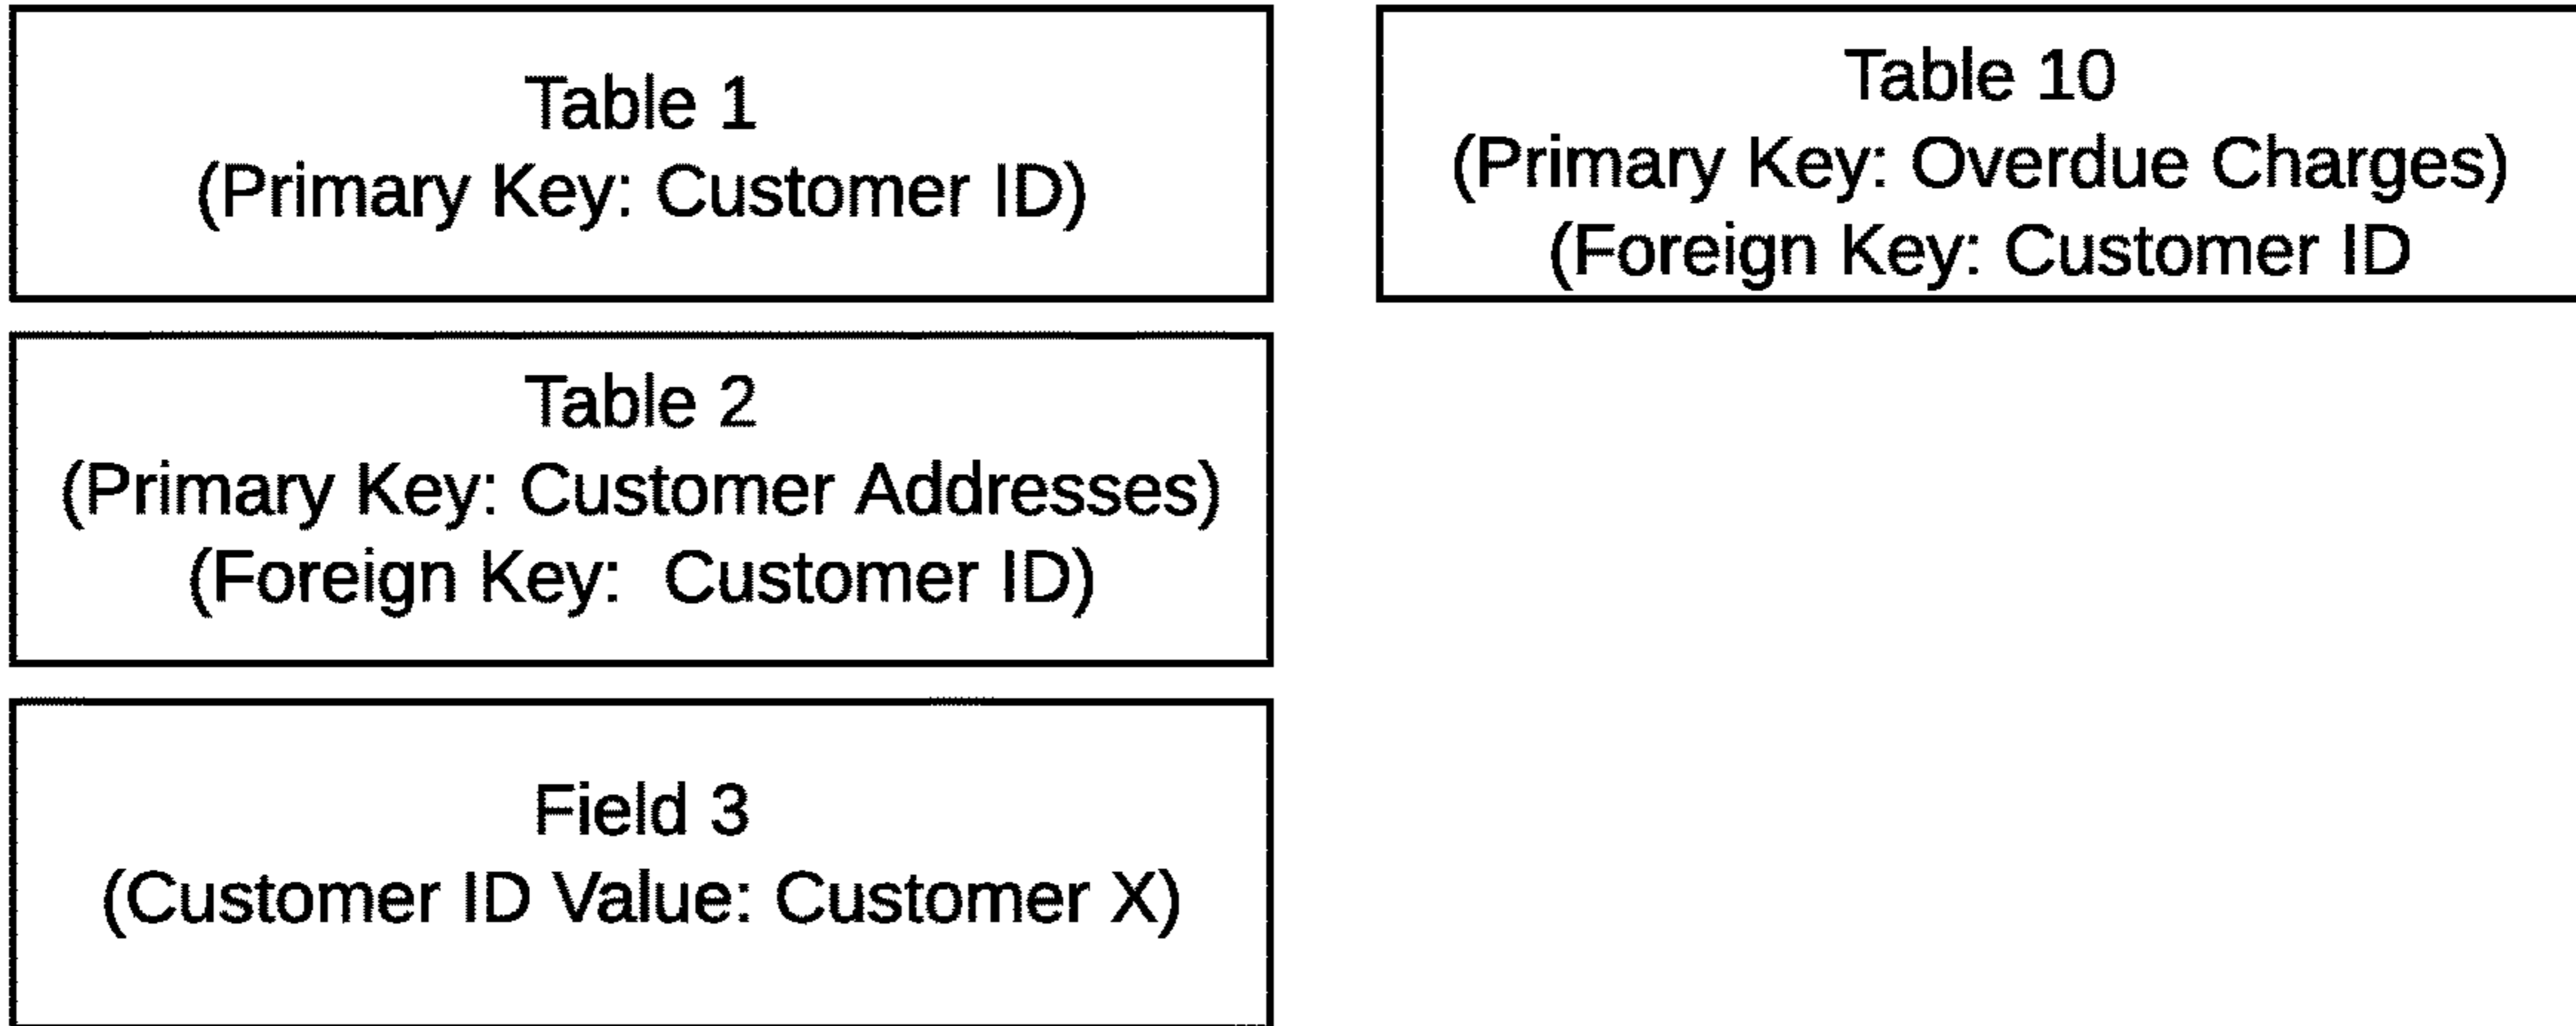 Table 1
(Primary Key: Customer ID)
Table 2
(Primary Key: Customer Addresses)
(Foreign Key:  Customer ID)
Field 3
(Customer ID Value: Customer X)
Table 10
(Primary Key: Overdue Charges)
(Foreign Key: Customer ID